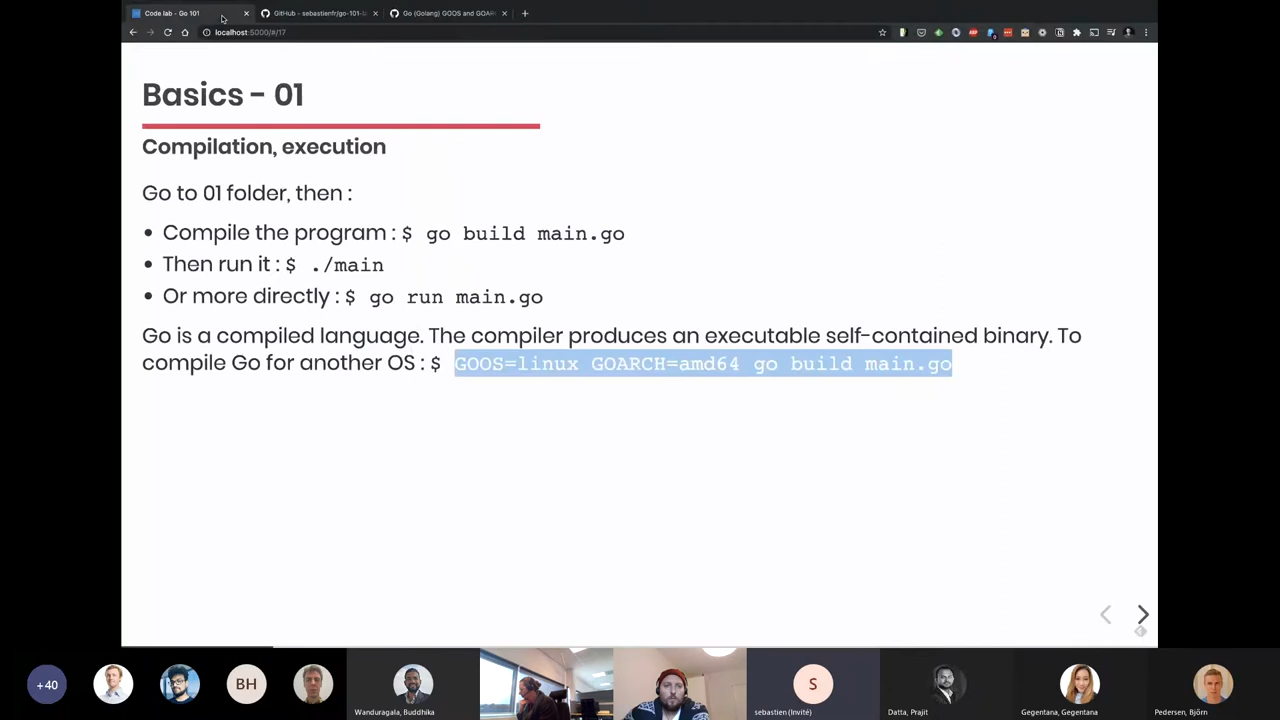 Code lab - Go 101
GitHub - sebastienfr/go-101-l
Go (Golang) GOOS and GOAR
localhost:5000/#/17
Basics - 01
Compilation, execution
Go to 01 folder, then :
• Compile the program : $ go build main.go
• Then run it : $ ./main
• Or more directly : $ go run main.go
Go is a compiled language. The compiler produces an executable self-contained binary. To
compile Go for another OS : $ GOOS=linux GOARCH=amd64 go build main.go
+40
BH
S
Wanduragala, Buddhika
sebastien (Invité)
Datta, Prajit
Gegentana, Gegentana
Pedersen, Björn